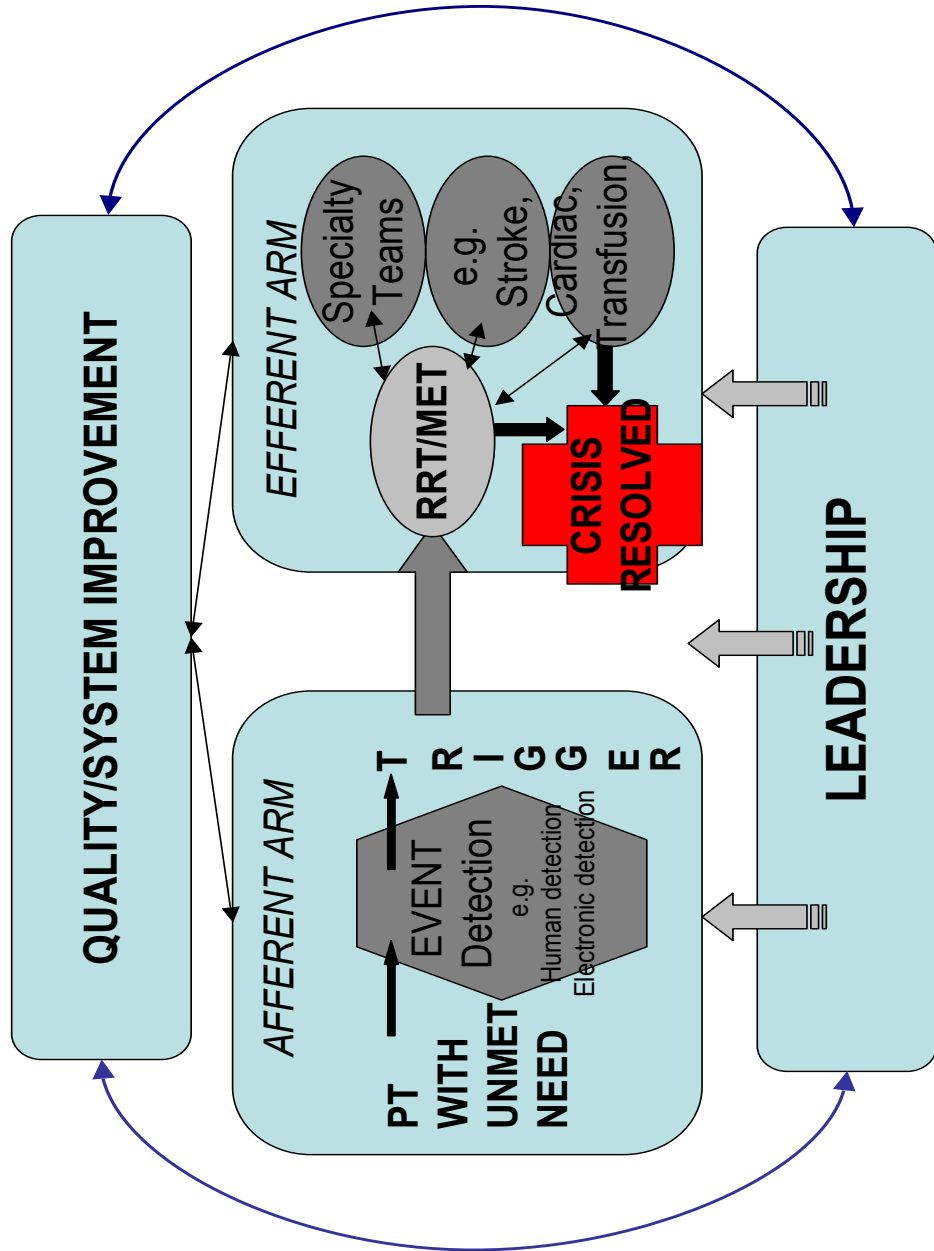 QUALITY/SYSTEM IMPROVEMENT
AFFERENT ARM
PT
WITH
UNMET
NEED
EVENT
Detection
e.g.
Human detection
Electronic detection
T
R
I
G
G
E
R
EFFERENT ARM
RRT/MET
Specialty
Teams
e.g.
Stroke,
Cardiac,
Transfusion,
CRISIS
RESOLVED
LEADERSHIP